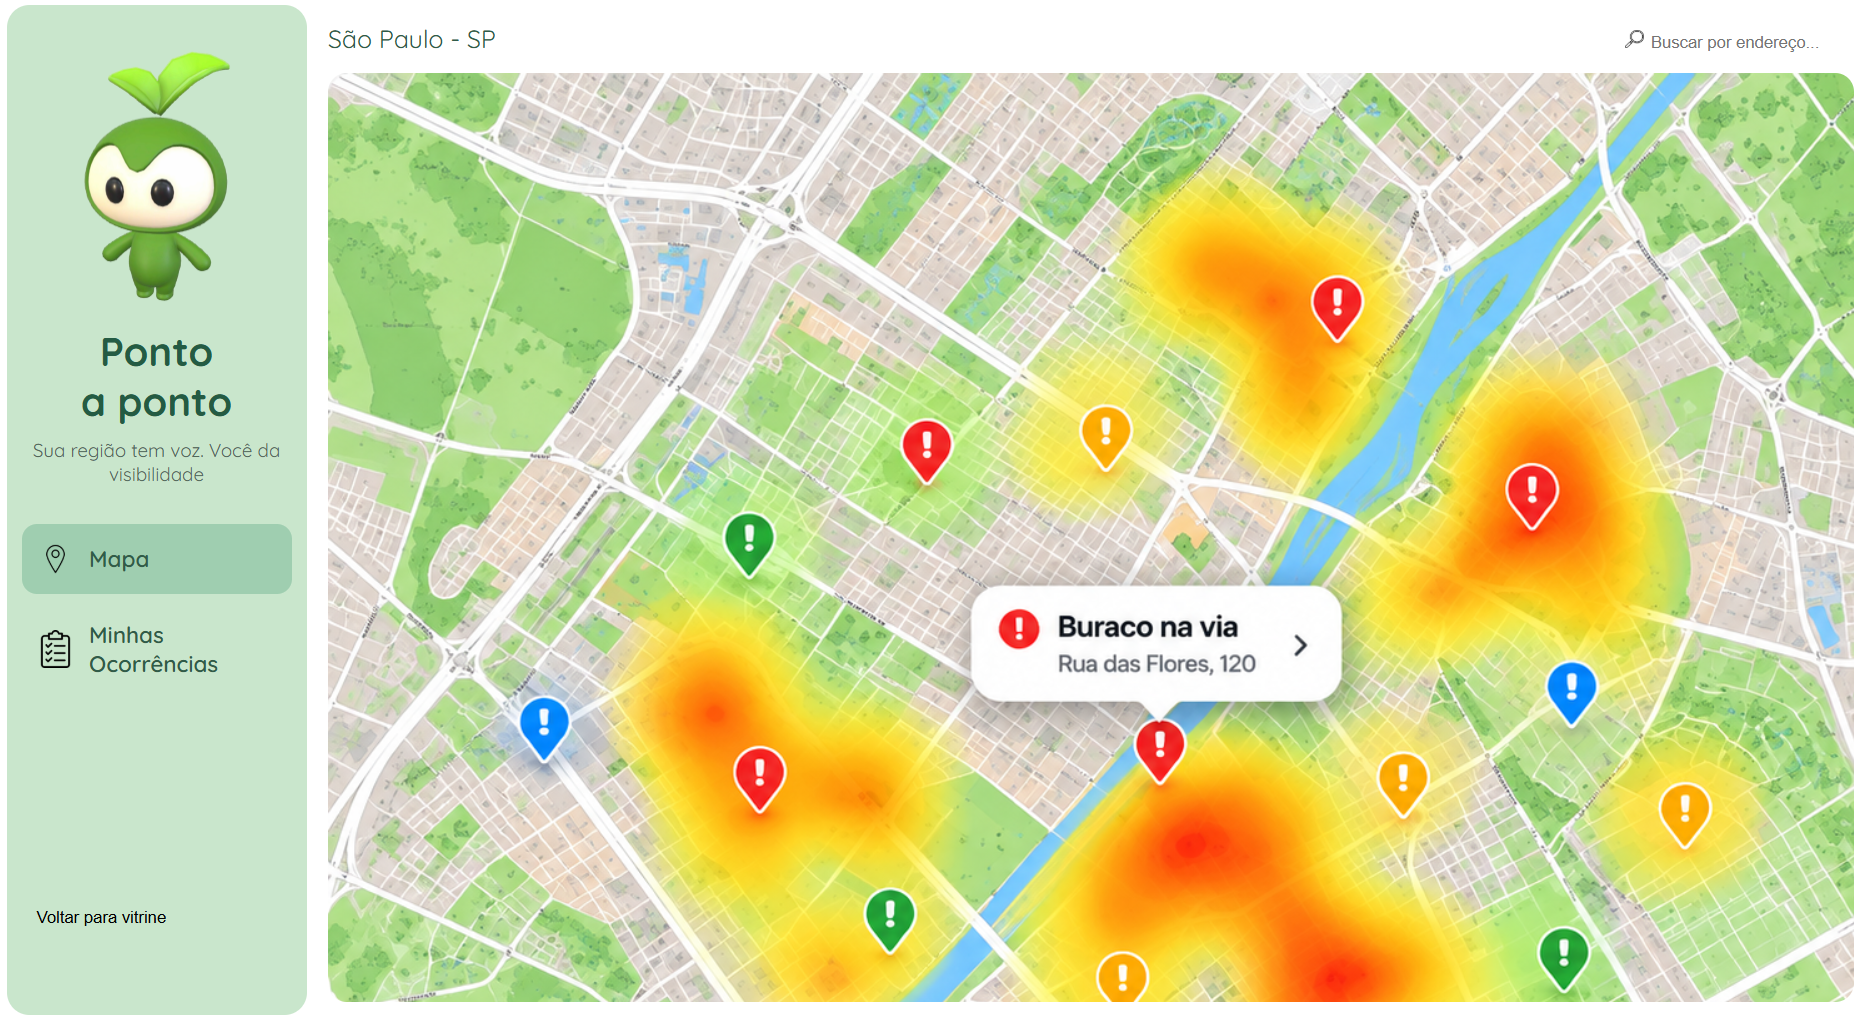 São Paulo - SP
Buscar por endereço...
Ponto
a ponto
Sua região tem voz. Você da
visibilidade
Mapa
Minhas
Ocorrências
Voltar para vitrine
Buraco na via
Rua das Flores, 120